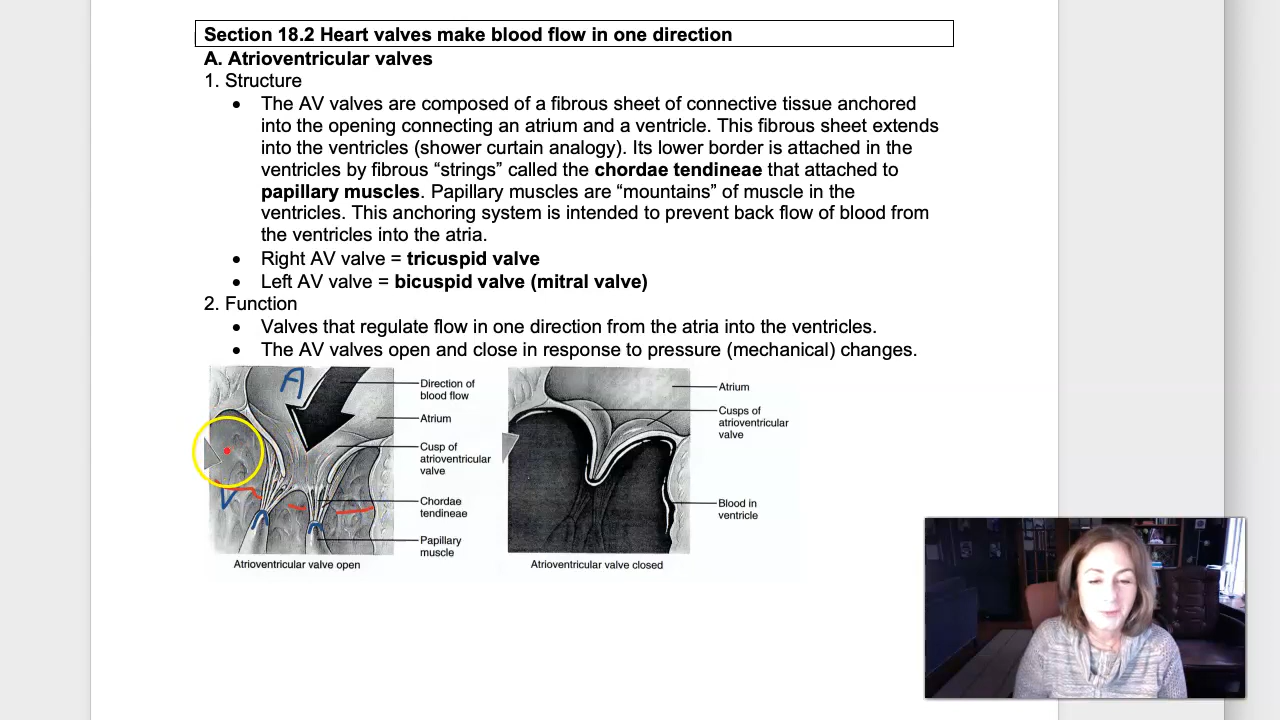 Section 18.2 Heart valves make blood flow in one direction
A. Atrioventricular valves
1. Structure
• The AV valves are composed of a fibrous sheet of connective tissue anchored
into the opening connecting an atrium and a ventricle. This fibrous sheet extends
into the ventricles (shower curtain analogy). Its lower border is attached in the
ventricles by fibrous “strings” called the chordae tendineae that attached to
papillary muscles. Papillary muscles are “mountains” of muscle in the
ventricles. This anchoring system is intended to prevent back flow of blood from
the ventricles into the atria.
• Right AV valve = tricuspid valve
• Left AV valve = bicuspid valve (mitral valve)
2. Function
• Valves that regulate flow in one direction from the atria into the ventricles.
• The AV valves open and close in response to pressure (mechanical) changes.
A
V
Direction of
blood flow
Atrium
Cusp of
atrioventricular
valve
Chordae
tendineae
Papillary
muscle
Atrioventricular valve open
Atrium
Cusps of
atrioventricular
valve
Blood in
ventricle
Atrioventricular valve closed